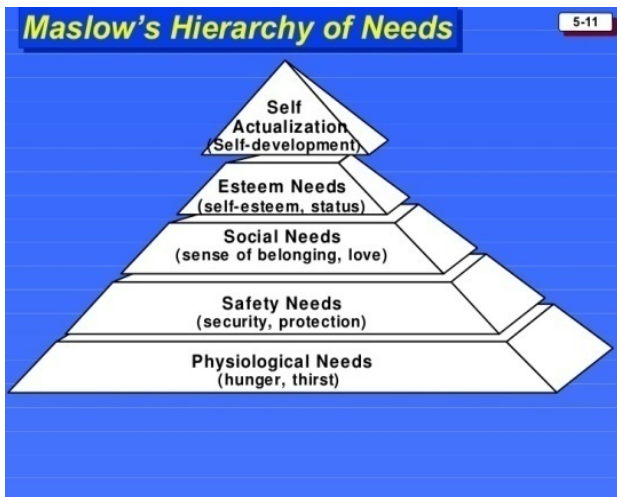 Maslow's Hierarchy of Needs
5-11
Self
Actualization
(Self-development)
Esteem Needs
(self-esteem, status)
Social Needs
(sense of belonging, love)
Safety Needs
(security, protection)
Physiological Needs
(hunger, thirst)